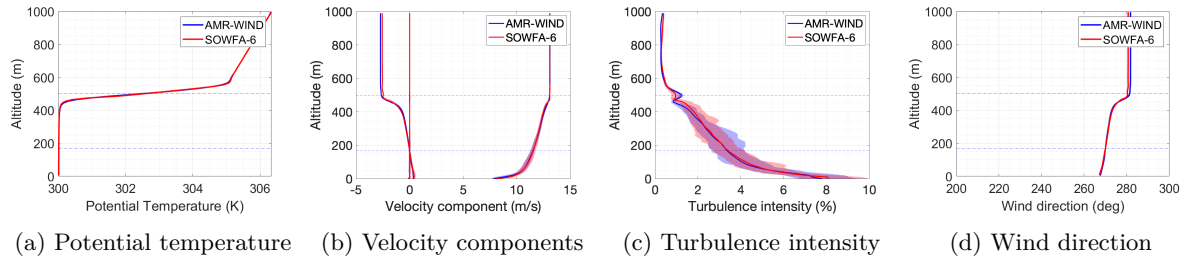 1000
800
600
400
200
0
Altitude (m)
300
302
304
306
Potential Temperature (K)
AMR-WIND
SOWFA-6
(a) Potential temperature
1000
800
600
400
200
0
Altitude (m)
-5
0
5
10
15
Velocity component (m/s)
AMR-WIND
SOWFA-6
(b) Velocity components
1000
800
600
400
200
0
Altitude (m)
0
2
4
6
8
10
Turbulence intensity (%)
AMR-WIND
SOWFA-6
(c) Turbulence intensity
1000
800
600
400
200
0
Altitude (m)
200
220
240
260
280
300
Wind direction (deg)
AMR-WIND
SOWFA-6
(d) Wind direction